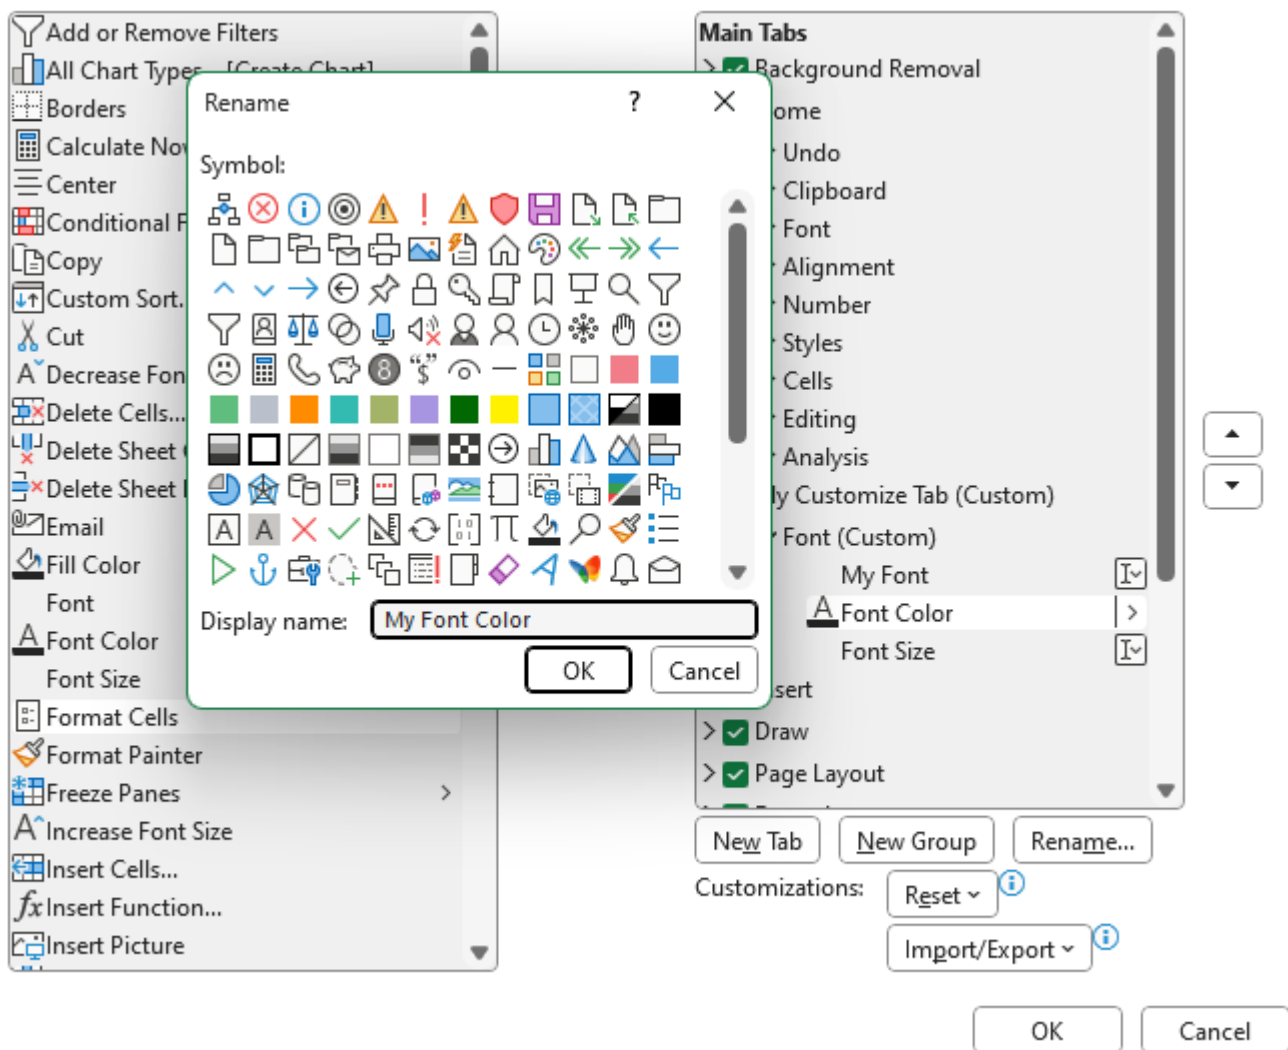 Add or Remove Filters
All Chart Types... [Create Chart]
Borders
Calculate Now
Center
Conditional F
Copy
Custom Sort.
Cut
Decrease Fon
Delete Cells...
Delete Sheet
Delete Sheet
Email
Fill Color
Font
Font Color
Font Size
Format Cells
Format Painter
Freeze Panes
Increase Font Size
Insert Cells...
Insert Function...
Insert Picture
Rename
?
Symbol:
Display name: My Font Color
OK Cancel
Main Tabs
Background Removal
ome
Undo
Clipboard
Font
Alignment
Number
Styles
Cells
Editing
Analysis
y Customize Tab (Custom)
Font (Custom)
My Font
Font Color
Font Size
sert
Draw
Page Layout
New Tab New Group Rename...
Customizations: Reset
Import/Export
OK Cancel